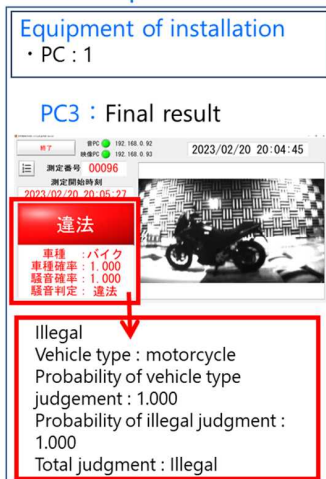 Equipment of installation
・PC : 1
PC3：Final result
終了
音PC 192.168.0.92
映像PC 192.168.0.93
2023/02/20 20:04:45
測定番号 00096
測定開始時刻
2023/02/20 20:05:27
違法
車種 :バイク
車種確率: 1.000
騒音確率: 1.000
騒音判定: 違法
Illegal
Vehicle type : motorcycle
Probability of vehicle type
judgement : 1.000
Probability of illegal judgment :
1.000
Total judgment : Illegal